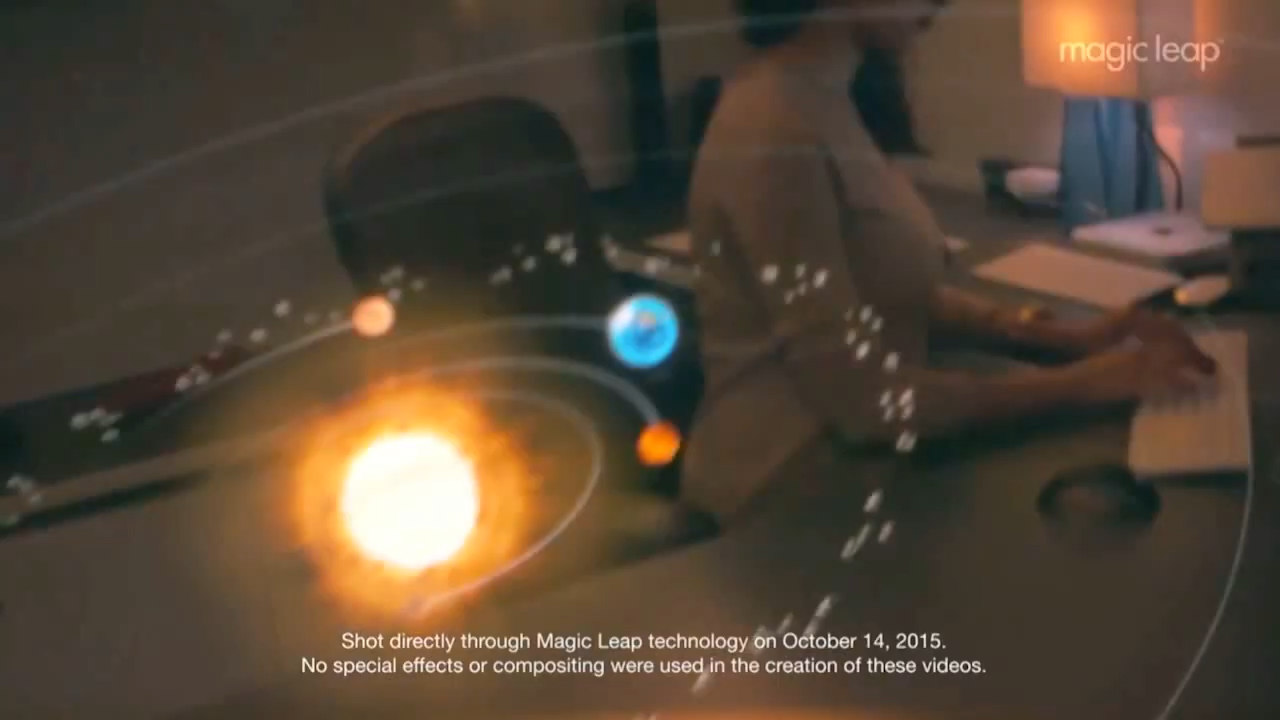 magic leap
Shot directly through Magic Leap technology on October 14, 2015.
No special effects or compositing were used in the creation of these videos.